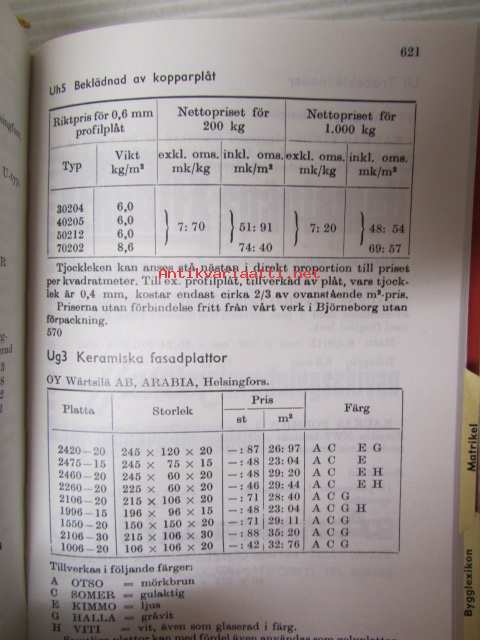 621
Uh5 Beklädnad av kopparplåt
Riktpris för 0,6 mm profilplåt Nettopriset för 200 kg Nettopriset för 1.000 kg
Typ Vikt kg/m² exkl. oms. mk/kg inkl. oms. mk/m² exkl. oms. mk/kg inkl. oms. mk/m²
30204 6,0
40205 6,0 7: 70 51: 91 7: 20 48: 54
50212 6,0
70202 8,6 74: 40 69: 57
Tjockleken kan anses stå nästan i direkt proportion till priset
per kvadratmeter. Till ex. profilplåt, tillverkad av plåt, vars tjock-
lek är 0,4 mm, kostar endast cirka 2/3 av ovanstående m²-pris.
Priserna utan förbindelse fritt från vårt verk i Björneborg utan
förpackning.
570
Antikvariaatti.net
Ug3 Keramiska fasadplattor
OY Wärtsilä AB, ARABIA, Helsingfors.
Platta Storlek Pris Färg
st m²
2420—20 245 × 120 × 20 —: 87 26: 97 A C E G
2475—15 245 × 75 × 15 —: 48 23: 04 A C E
2460—20 245 × 60 × 20 —: 48 29: 20 A C E H
2260—20 225 × 60 × 20 —: 46 29: 44 A C E H
2106—20 215 × 106 × 20 —: 71 28: 40 A C G
1996—15 196 × 96 × 15 —: 48 23: 04 A C G H
1550—20 150 × 150 × 20 —: 71 29: 11 A C G
2106—30 215 × 106 × 30 —: 88 35: 20 A C G
1006—20 106 × 106 × 20 —: 42 32: 76 A C G
Tillverkas i följande färger:
A OTSO = mörkbrun
C SOMER = gulaktig
E KIMMO = ljus
G HALLA = gråvit
H VITI = vit, även som glaserad i färg.
Matrikel
Bygglexikon